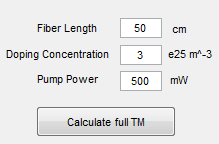 Fiber Length 50 cm
Doping Concentration 3 e25 m^-3
Pump Power 500 mW
Calculate full TM